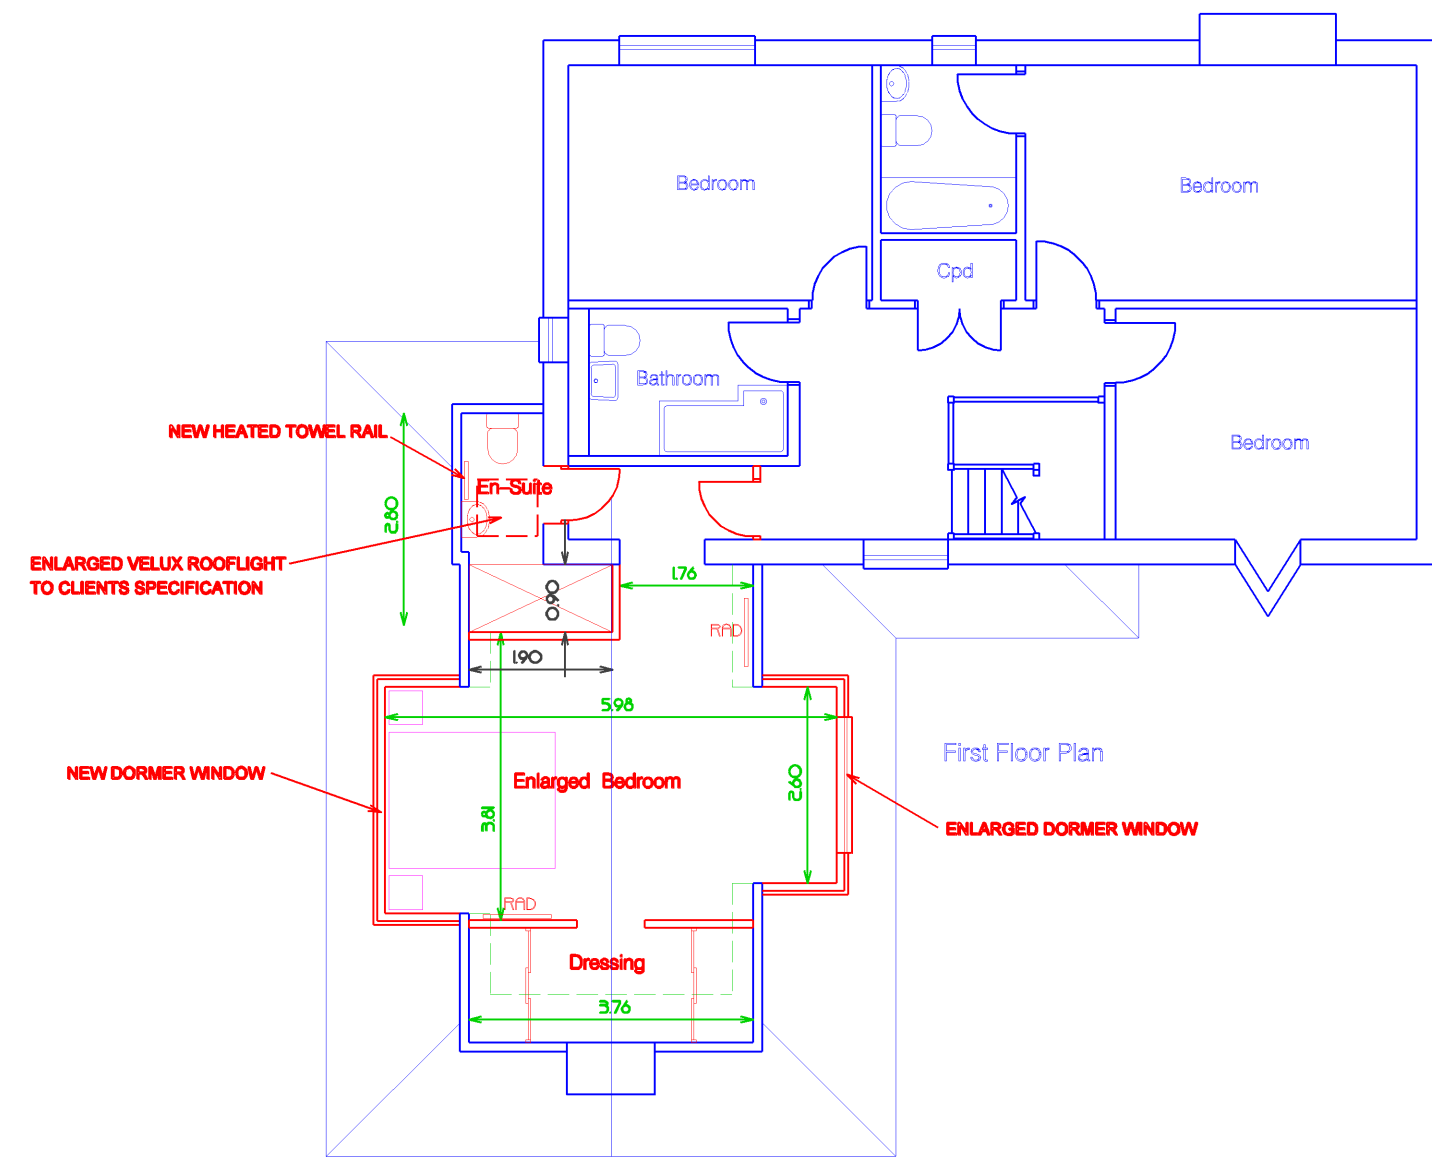 Bedroom
Bedroom
Cpd
Bathroom
Bedroom
NEW HEATED TOWEL RAIL
En-Suite
2.80
ENLARGED VELUX ROOFLIGHT
TO CLIENTS SPECIFICATION
0.90
1.76
RAD
1.90
5.98
First Floor Plan
NEW DORMER WINDOW
Enlarged Bedroom
2.60
3.81
ENLARGED DORMER WINDOW
RAD
Dressing
3.76